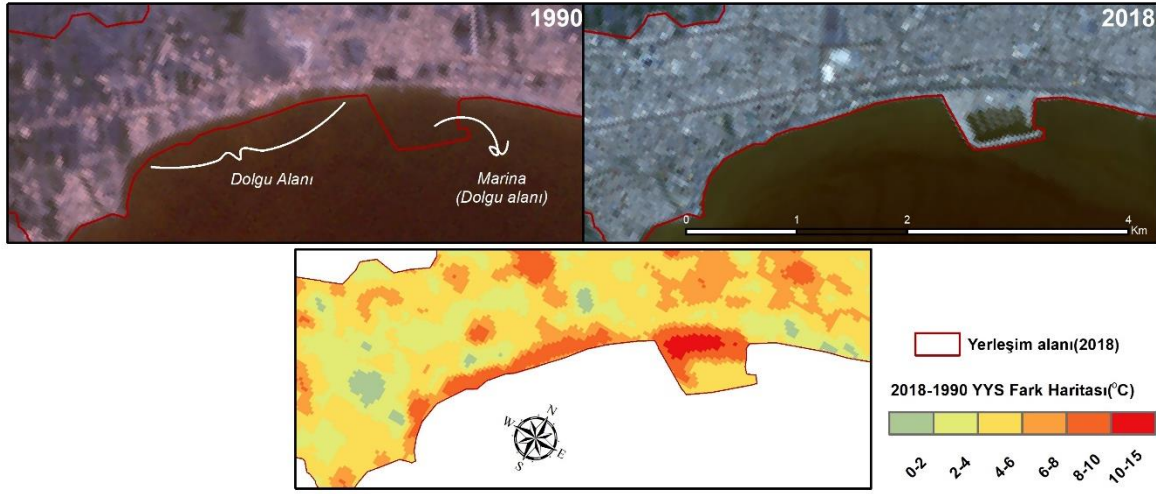 1990
2018
Dolgu Alanı
Marina
(Dolgu alanı)
0 1 2 4
Km
N
W
E
S
Yerleşim alanı(2018)
2018-1990 YYS Fark Haritası(°C)
0-2 2-4 4-6 6-8 8-10 10-15